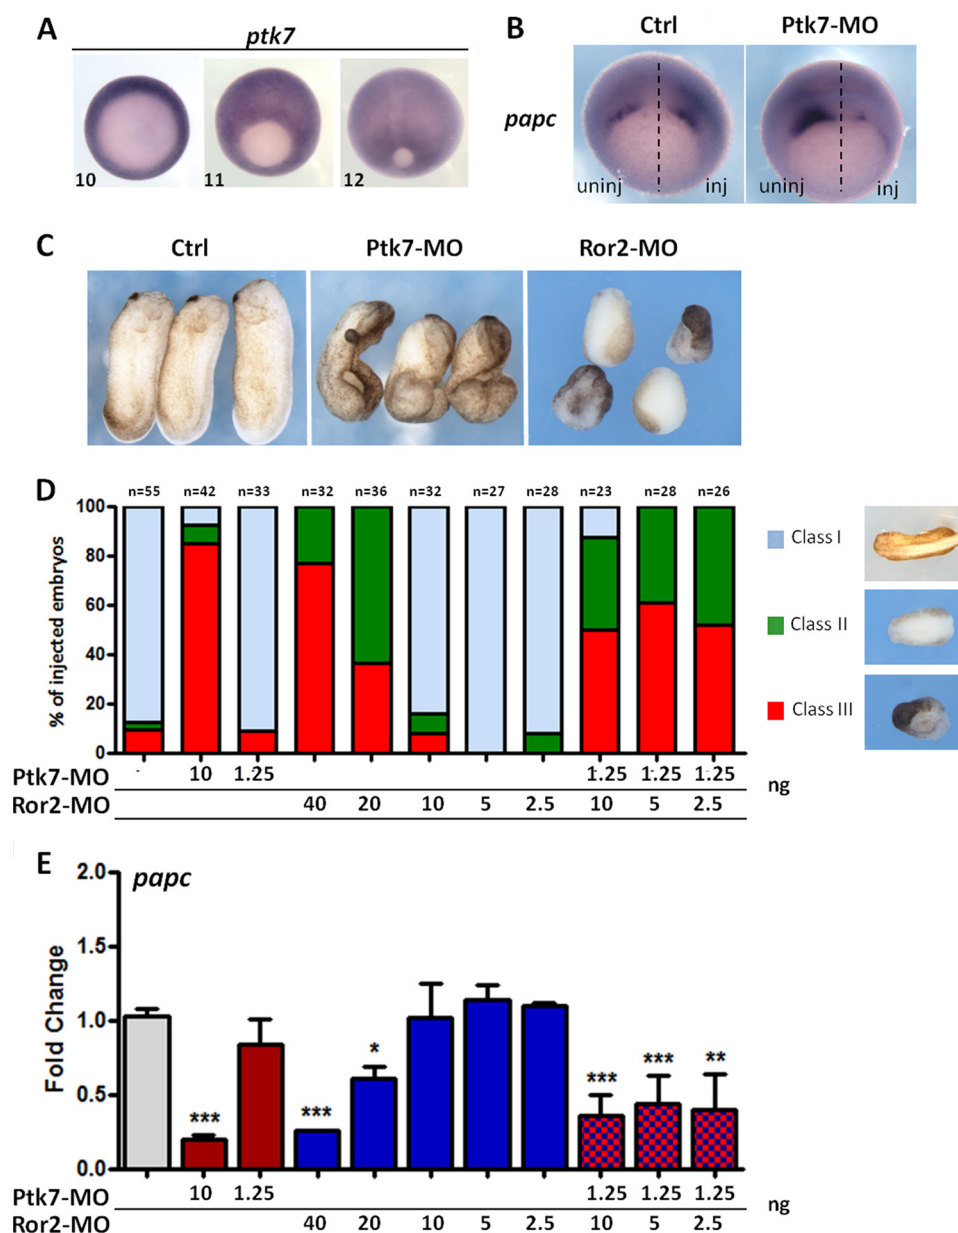 A
ptk7
10
11
12
B
Ctrl
Ptk7-MO
papc
uninj
inj
uninj
inj
C
Ctrl
Ptk7-MO
Ror2-MO
D
n=55
n=42
n=33
n=32
n=36
n=32
n=27
n=28
n=23
n=28
n=26
% of injected embryos
100
80
60
40
20
0
Class I
Class II
Class III
Ptk7-MO - 10 1.25 1.25 1.25 1.25
ng
Ror2-MO 40 20 10 5 2.5 10 5 2.5
E
papc
Fold Change
2.0
1.5
1.0
0.5
0.0
***
***
*
***
***
**
Ptk7-MO 10 1.25 1.25 1.25 1.25
ng
Ror2-MO 40 20 10 5 2.5 10 5 2.5